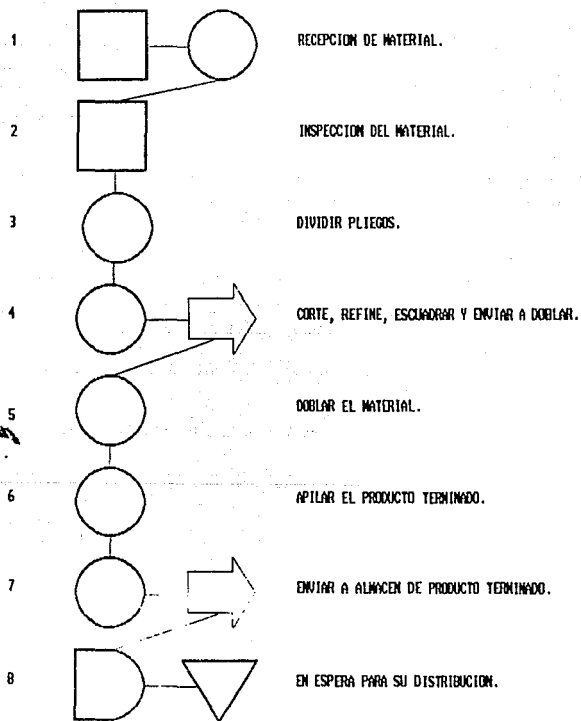 1 RECEPCION DE MATERIAL.
2 INSPECCION DEL MATERIAL.
3 DIVIDIR PLIEGOS.
4 CORTE, REFINE, ESCUADRAR Y ENVIAR A DOBLAR.
5 DOBLAR EL MATERIAL.
6 APILAR EL PRODUCTO TERMINADO.
7 ENVIAR A ALMACEN DE PRODUCTO TERMINADO.
8 EN ESPERA PARA SU DISTRIBUCION.